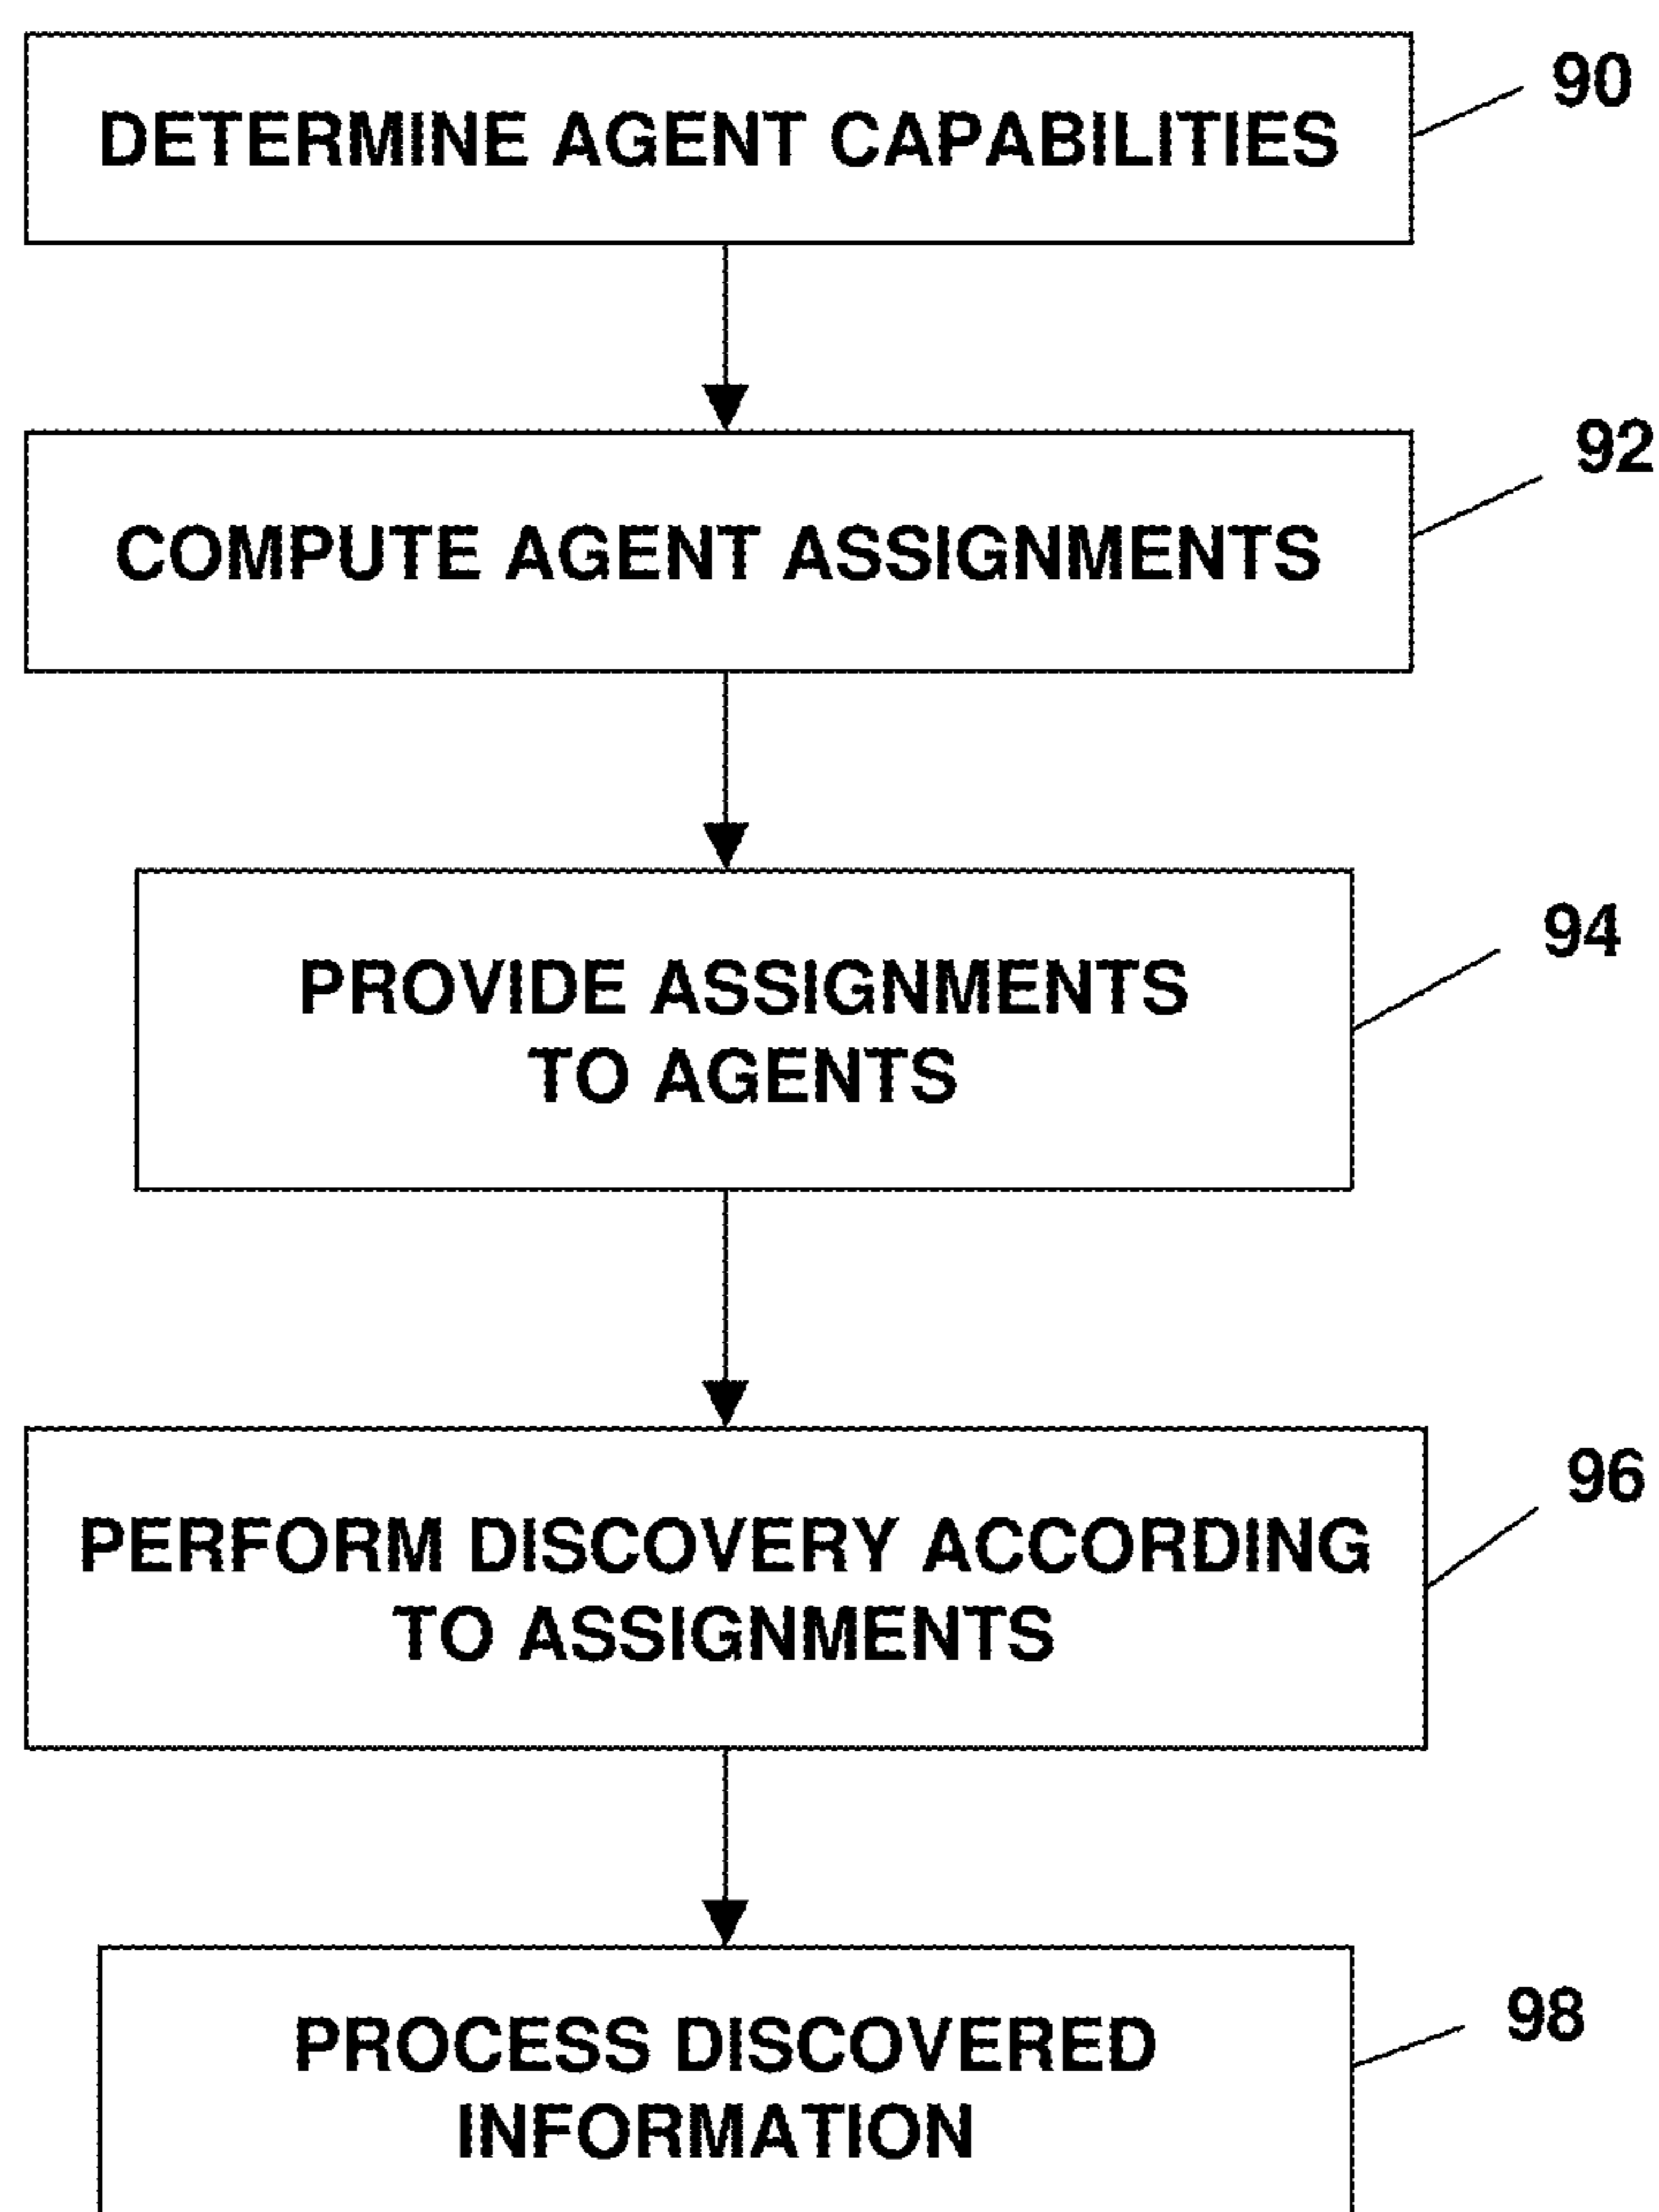 DETERMINE AGENT CAPABILITIES
90
COMPUTE AGENT ASSIGNMENTS
92
PROVIDE ASSIGNMENTS
TO AGENTS
94
PERFORM DISCOVERY ACCORDING
TO ASSIGNMENTS
96
PROCESS DISCOVERED
INFORMATION
98